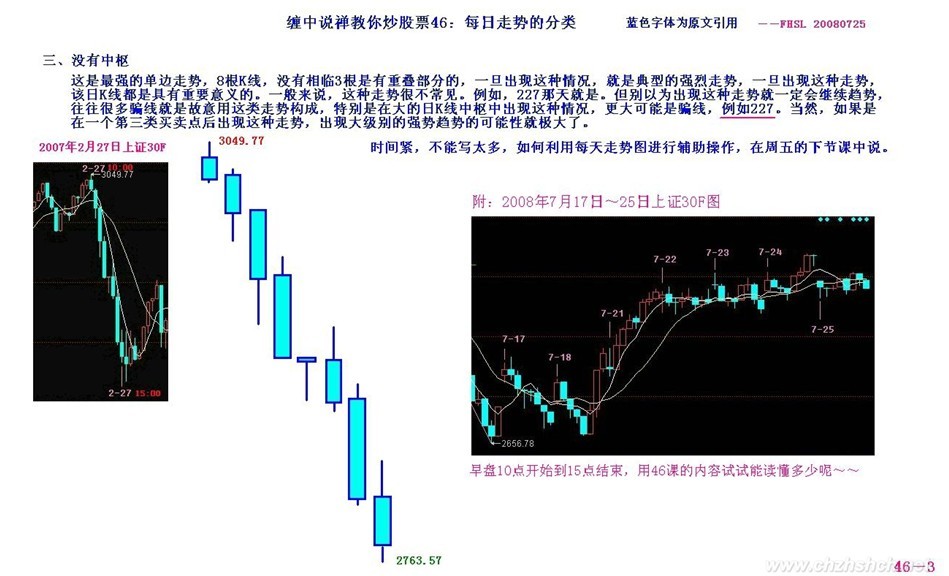 缠中说禅教你炒股票46：每日走势的分类
蓝色字体为原文引用
——FHSL 20080725
三、没有中枢
这是最强的单边走势，8根K线，没有相临3根是有重叠部分的，一旦出现这种情况，就是典型的强烈走势，一旦出现这种走势，
该日K线都是具有重要意义的。一般来说，这种走势很不常见。例如，227那天就是。但别以为出现这种走势就一定会继续趋势，
往往很多骗线就是故意用这类走势构成，特别是在大的日K线中枢中出现这种情况，更大可能是骗线，例如227。当然，如果是
在一个第三类买卖点后出现这种走势，出现大级别的强势趋势的可能性就极大了。
时间紧，不能写太多，如何利用每天走势图进行辅助操作，在周五的下节课中说。
2007年2月27日上证30F
2-27 10:00
3049.77
2-27 15:00
3049.77
2763.57
附：2008年7月17日～25日上证30F图
7-17
7-18
7-21
7-22
7-23
7-24
7-25
2656.78
早盘10点开始到15点结束，用46课的内容试试能读懂多少呢～～
46—3